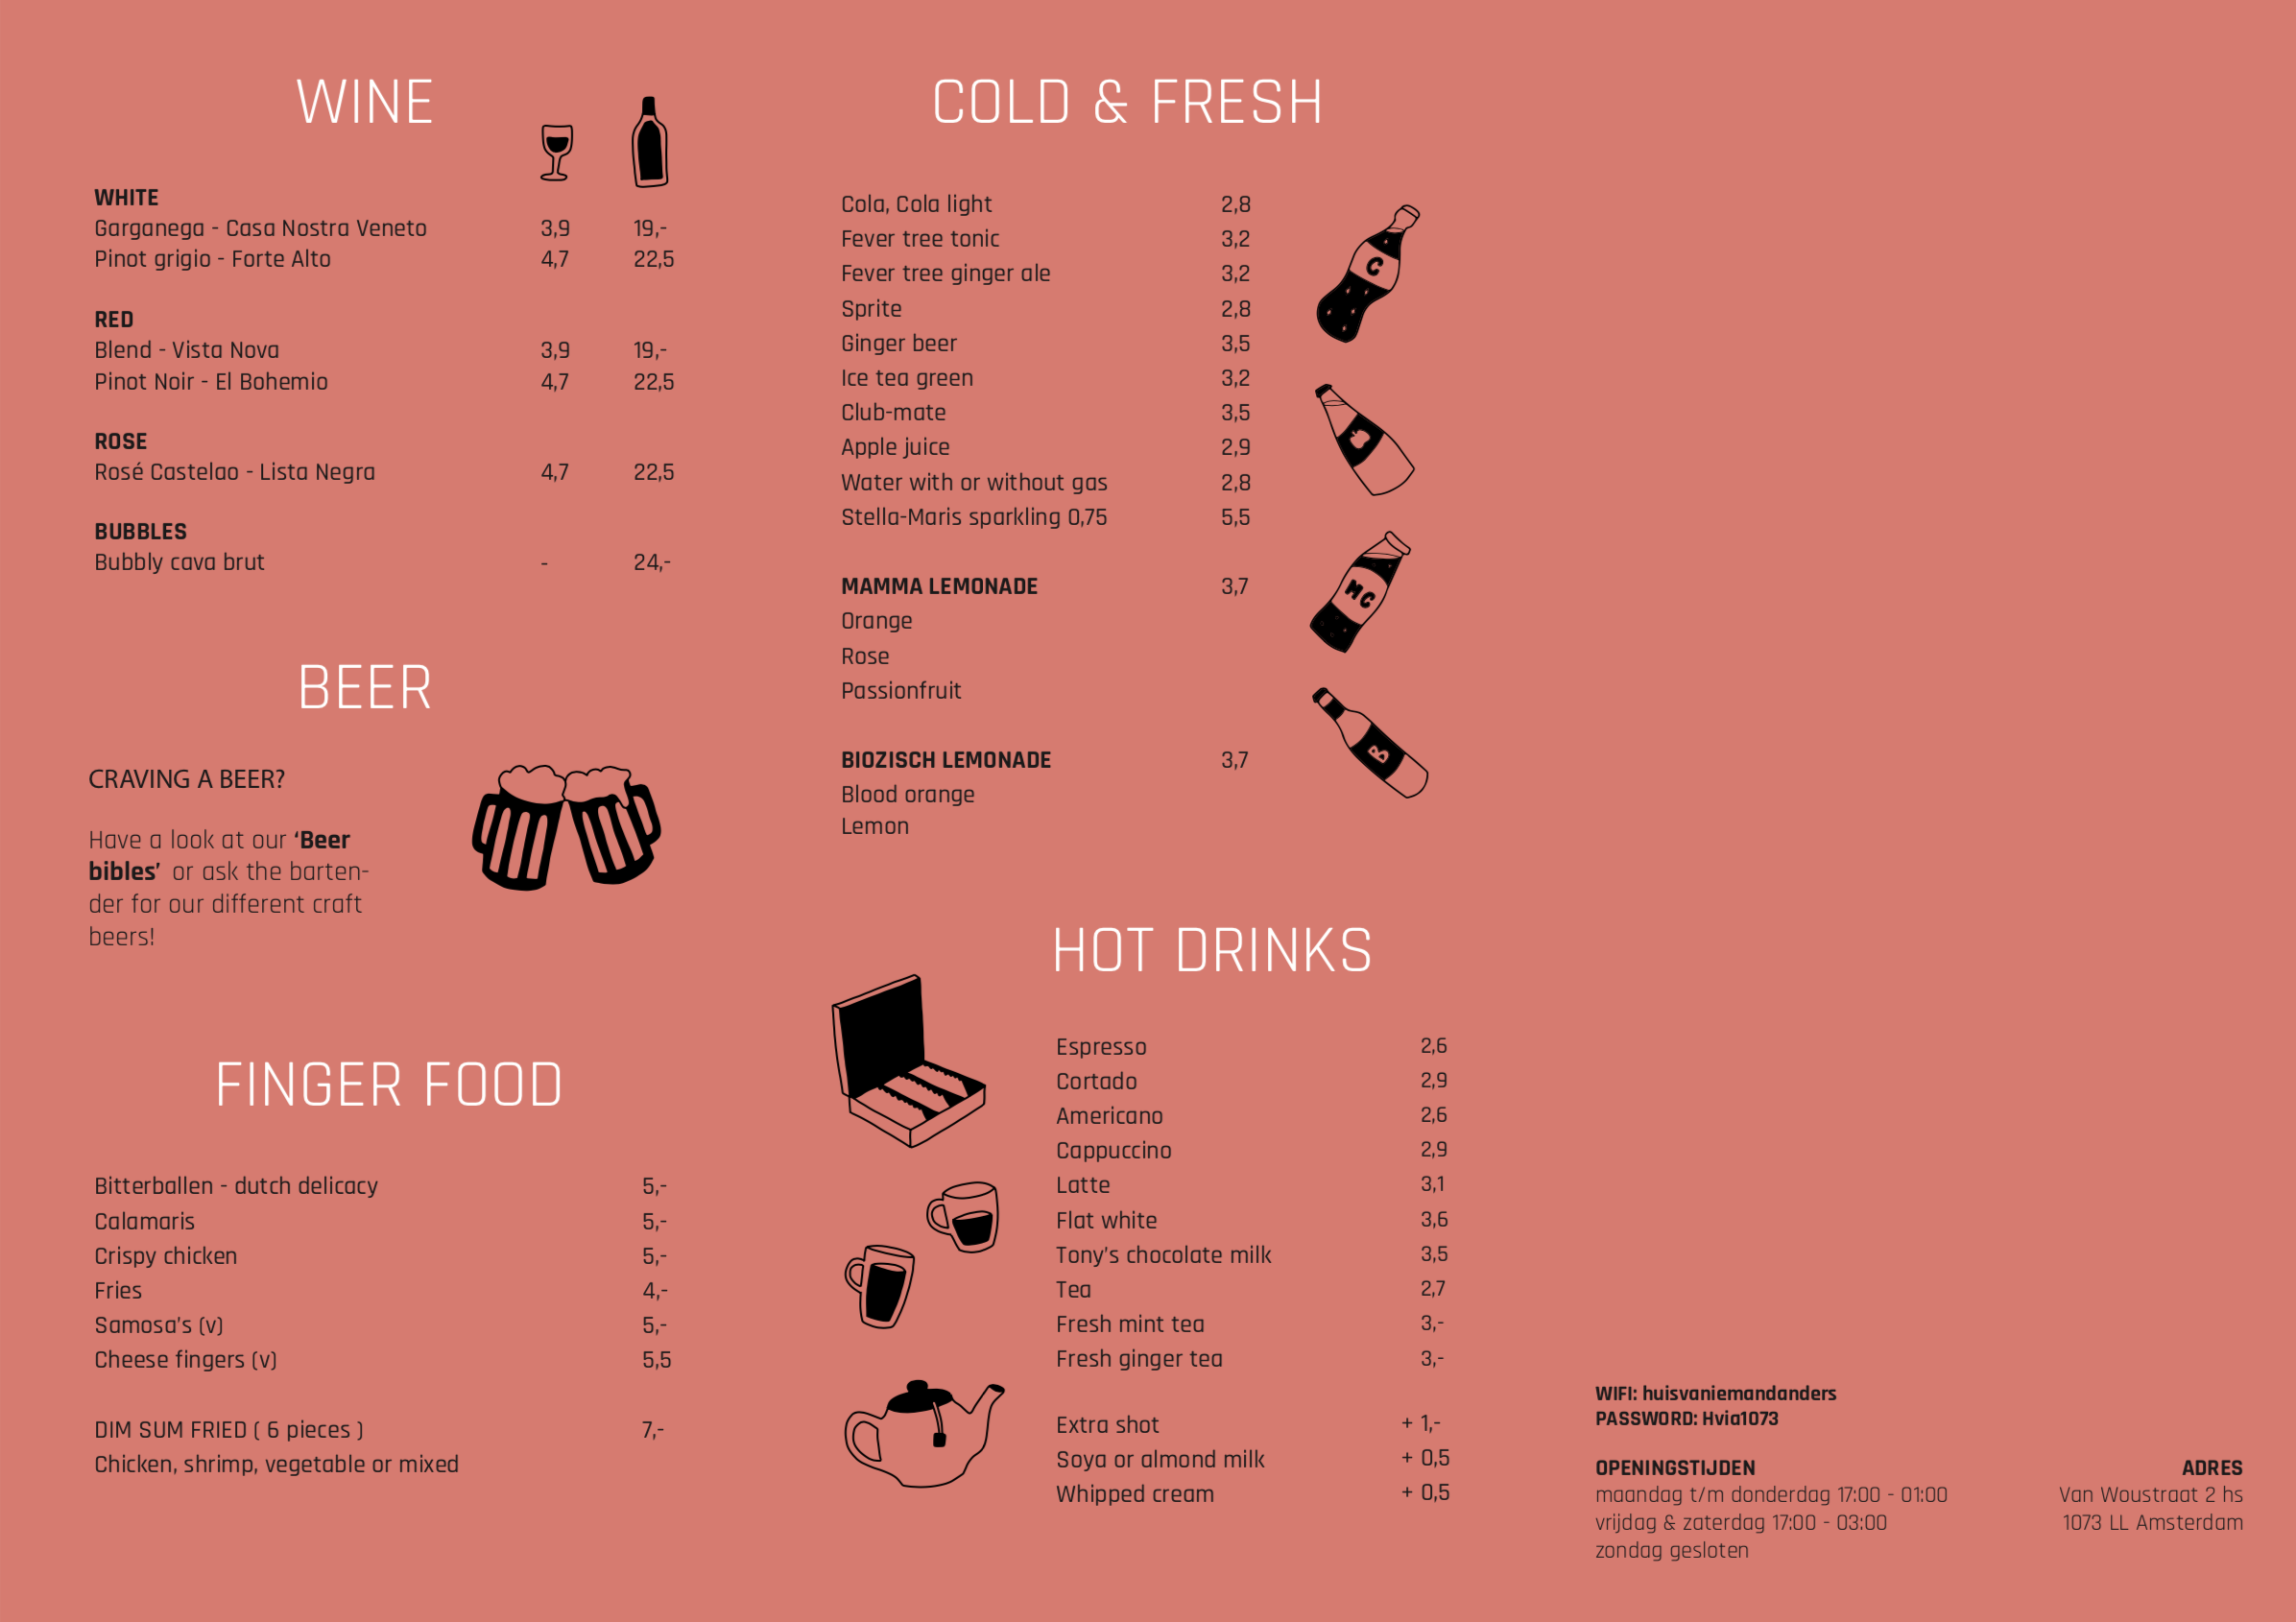 WINE
WHITE
Garganega - Casa Nostra Veneto 3,9 19,-
Pinot grigio - Forte Alto 4,7 22,5
RED
Blend - Vista Nova 3,9 19,-
Pinot Noir - El Bohemio 4,7 22,5
ROSE
Rosé Castelao - Lista Negra 4,7 22,5
BUBBLES
Bubbly cava brut - 24,-
BEER
CRAVING A BEER?
Have a look at our ‘Beer
bibles’ or ask the barten-
der for our different craft
beers!
FINGER FOOD
Bitterballen - dutch delicacy 5,-
Calamaris 5,-
Crispy chicken 5,-
Fries 4,-
Samosa's (v) 5,-
Cheese fingers (v) 5,5
DIM SUM FRIED ( 6 pieces ) 7,-
Chicken, shrimp, vegetable or mixed
COLD & FRESH
Cola, Cola light 2,8
Fever tree tonic 3,2
Fever tree ginger ale 3,2
Sprite 2,8
Ginger beer 3,5
Ice tea green 3,2
Club-mate 3,5
Apple juice 2,9
Water with or without gas 2,8
Stella-Maris sparkling 0,75 5,5
MAMMA LEMONADE 3,7
Orange
Rose
Passionfruit
BIOZISCH LEMONADE 3,7
Blood orange
Lemon
C
MC
B
HOT DRINKS
Espresso 2,6
Cortado 2,9
Americano 2,6
Cappuccino 2,9
Latte 3,1
Flat white 3,6
Tony's chocolate milk 3,5
Tea 2,7
Fresh mint tea 3,-
Fresh ginger tea 3,-
Extra shot + 1,-
Soya or almond milk + 0,5
Whipped cream + 0,5
WIFI: huisvaniemandanders
PASSWORD: Hvia1073
OPENINGSTIJDEN
maandag t/m donderdag 17:00 - 01:00
vrijdag & zaterdag 17:00 - 03:00
zondag gesloten
ADRES
Van Woustraat 2 hs
1073 LL Amsterdam